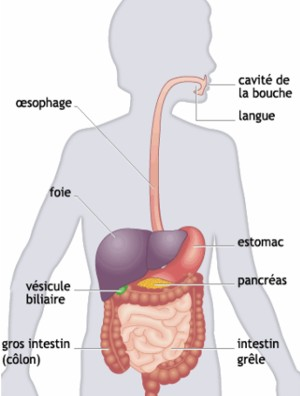 cavité de
la bouche
langue
œsophage
foie
estomac
pancréas
vésicule
biliaire
gros intestin
(côlon)
intestin
grêle